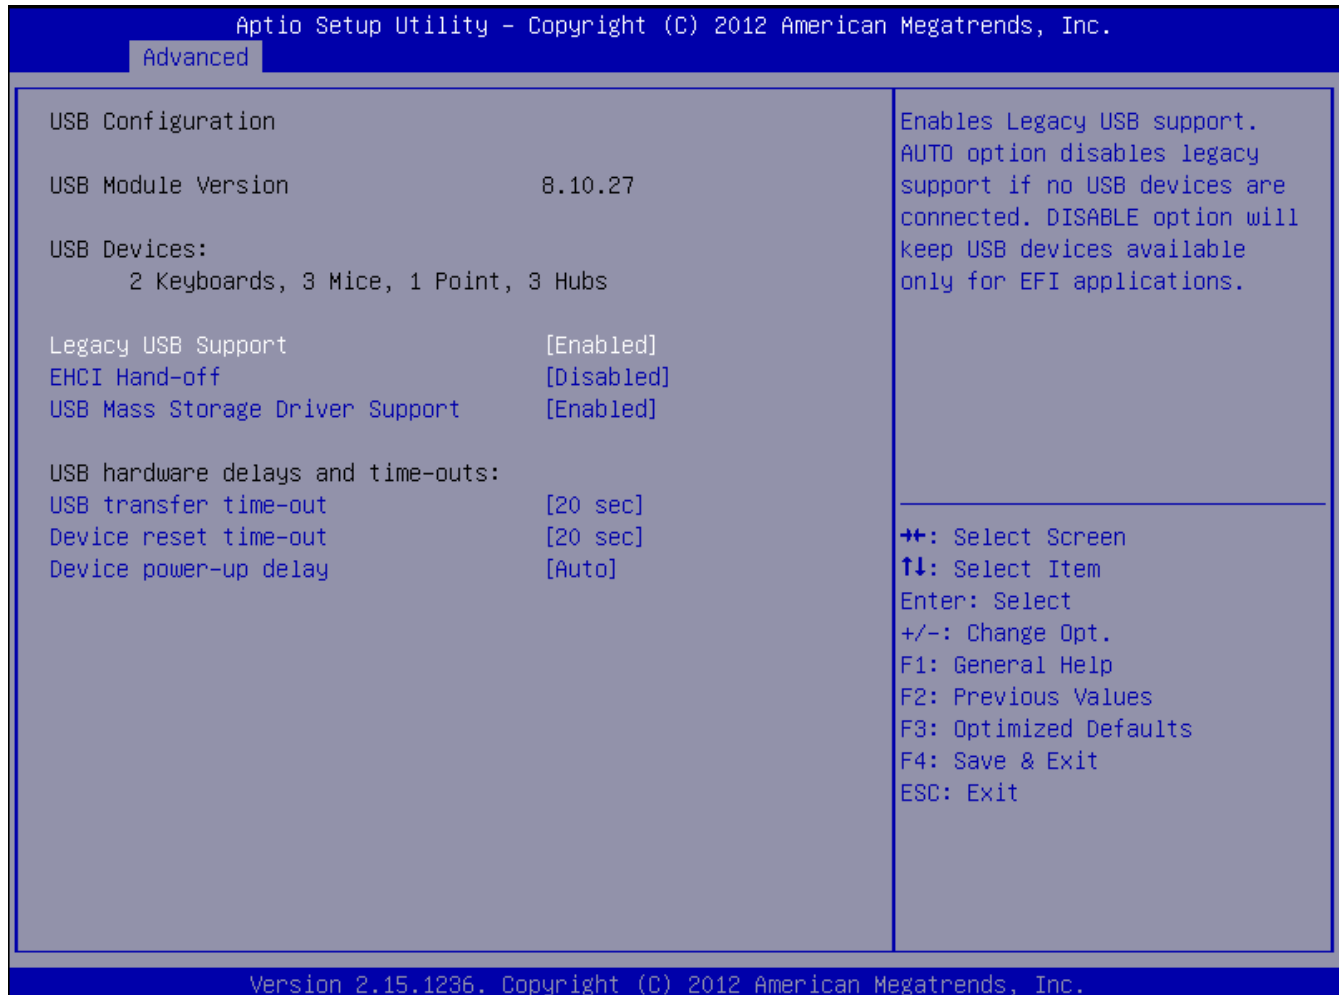 Aptio Setup Utility – Copyright (C) 2012 American Megatrends, Inc.
Advanced
USB Configuration
USB Module Version 8.10.27
USB Devices:
2 Keyboards, 3 Mice, 1 Point, 3 Hubs
Legacy USB Support [Enabled]
EHCI Hand-off [Disabled]
USB Mass Storage Driver Support [Enabled]
USB hardware delays and time-outs:
USB transfer time-out [20 sec]
Device reset time-out [20 sec]
Device power-up delay [Auto]
Enables Legacy USB support.
AUTO option disables legacy
support if no USB devices are
connected. DISABLE option will
keep USB devices available
only for EFI applications.
→←: Select Screen
↑↓: Select Item
Enter: Select
+/-: Change Opt.
F1: General Help
F2: Previous Values
F3: Optimized Defaults
F4: Save & Exit
ESC: Exit
Version 2.15.1236. Copyright (C) 2012 American Megatrends, Inc.